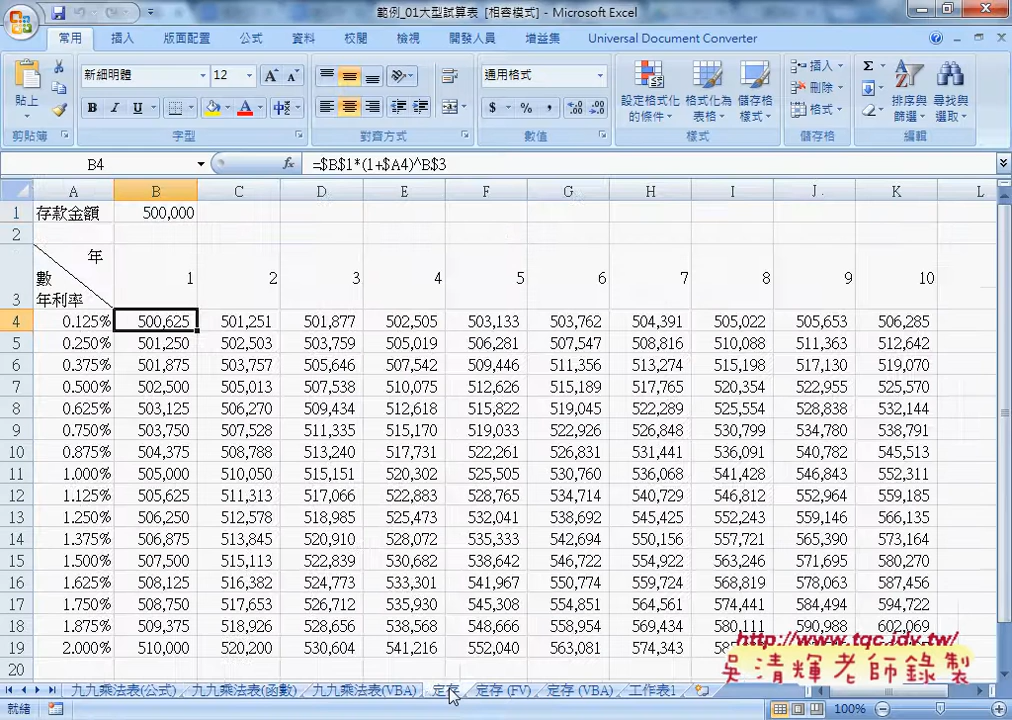 範例_01大型試算表 [相容模式] - Microsoft Excel
常用 插入 版面配置 公式 資料 校閱 檢視 開發人員 增益集 Universal Document Converter
新細明體 12 通用格式
貼上 設定格式化的條件 格式化為表格 儲存格樣式 插入 刪除 格式 排序與篩選 尋找與選取
剪貼簿 字型 對齊方式 數值 樣式 儲存格 編輯
B4 fx =$B$1*(1+$A4)^B$3
A B C D E F G H I J K L
1 存款金額 500,000
2
年
數 1 2 3 4 5 6 7 8 9 10
3 年利率
4 0.125% 500,625 501,251 501,877 502,505 503,133 503,762 504,391 505,022 505,653 506,285
5 0.250% 501,250 502,503 503,759 505,019 506,281 507,547 508,816 510,088 511,363 512,642
6 0.375% 501,875 503,757 505,646 507,542 509,446 511,356 513,274 515,198 517,130 519,070
7 0.500% 502,500 505,013 507,538 510,075 512,626 515,189 517,765 520,354 522,955 525,570
8 0.625% 503,125 506,270 509,434 512,618 515,822 519,045 522,289 525,554 528,838 532,144
9 0.750% 503,750 507,528 511,335 515,170 519,033 522,926 526,848 530,799 534,780 538,791
10 0.875% 504,375 508,788 513,240 517,731 522,261 526,831 531,441 536,091 540,782 545,513
11 1.000% 505,000 510,050 515,151 520,302 525,505 530,760 536,068 541,428 546,843 552,311
12 1.125% 505,625 511,313 517,066 522,883 528,765 534,714 540,729 546,812 552,964 559,185
13 1.250% 506,250 512,578 518,985 525,473 532,041 538,692 545,425 552,243 559,146 566,135
14 1.375% 506,875 513,845 520,910 528,072 535,333 542,694 550,156 557,721 565,390 573,164
15 1.500% 507,500 515,113 522,839 530,682 538,642 546,722 554,922 563,246 571,695 580,270
16 1.625% 508,125 516,382 524,773 533,301 541,967 550,774 559,724 568,819 578,063 587,456
17 1.750% 508,750 517,653 526,712 535,930 545,308 554,851 564,561 574,441 584,494 594,722
18 1.875% 509,375 518,926 528,656 538,568 548,666 558,954 569,434 580,111 590,988 602,069
19 2.000% 510,000 520,200 530,604 541,216 552,040 563,081 574,343
20
http://www.tqc.idv.tw/
吳清輝老師錄製
九九乘法表(公式) 九九乘法表(函數) 九九乘法表(VBA) 定存 定存 (FV) 定存 (VBA) 工作表1
就緒 100%